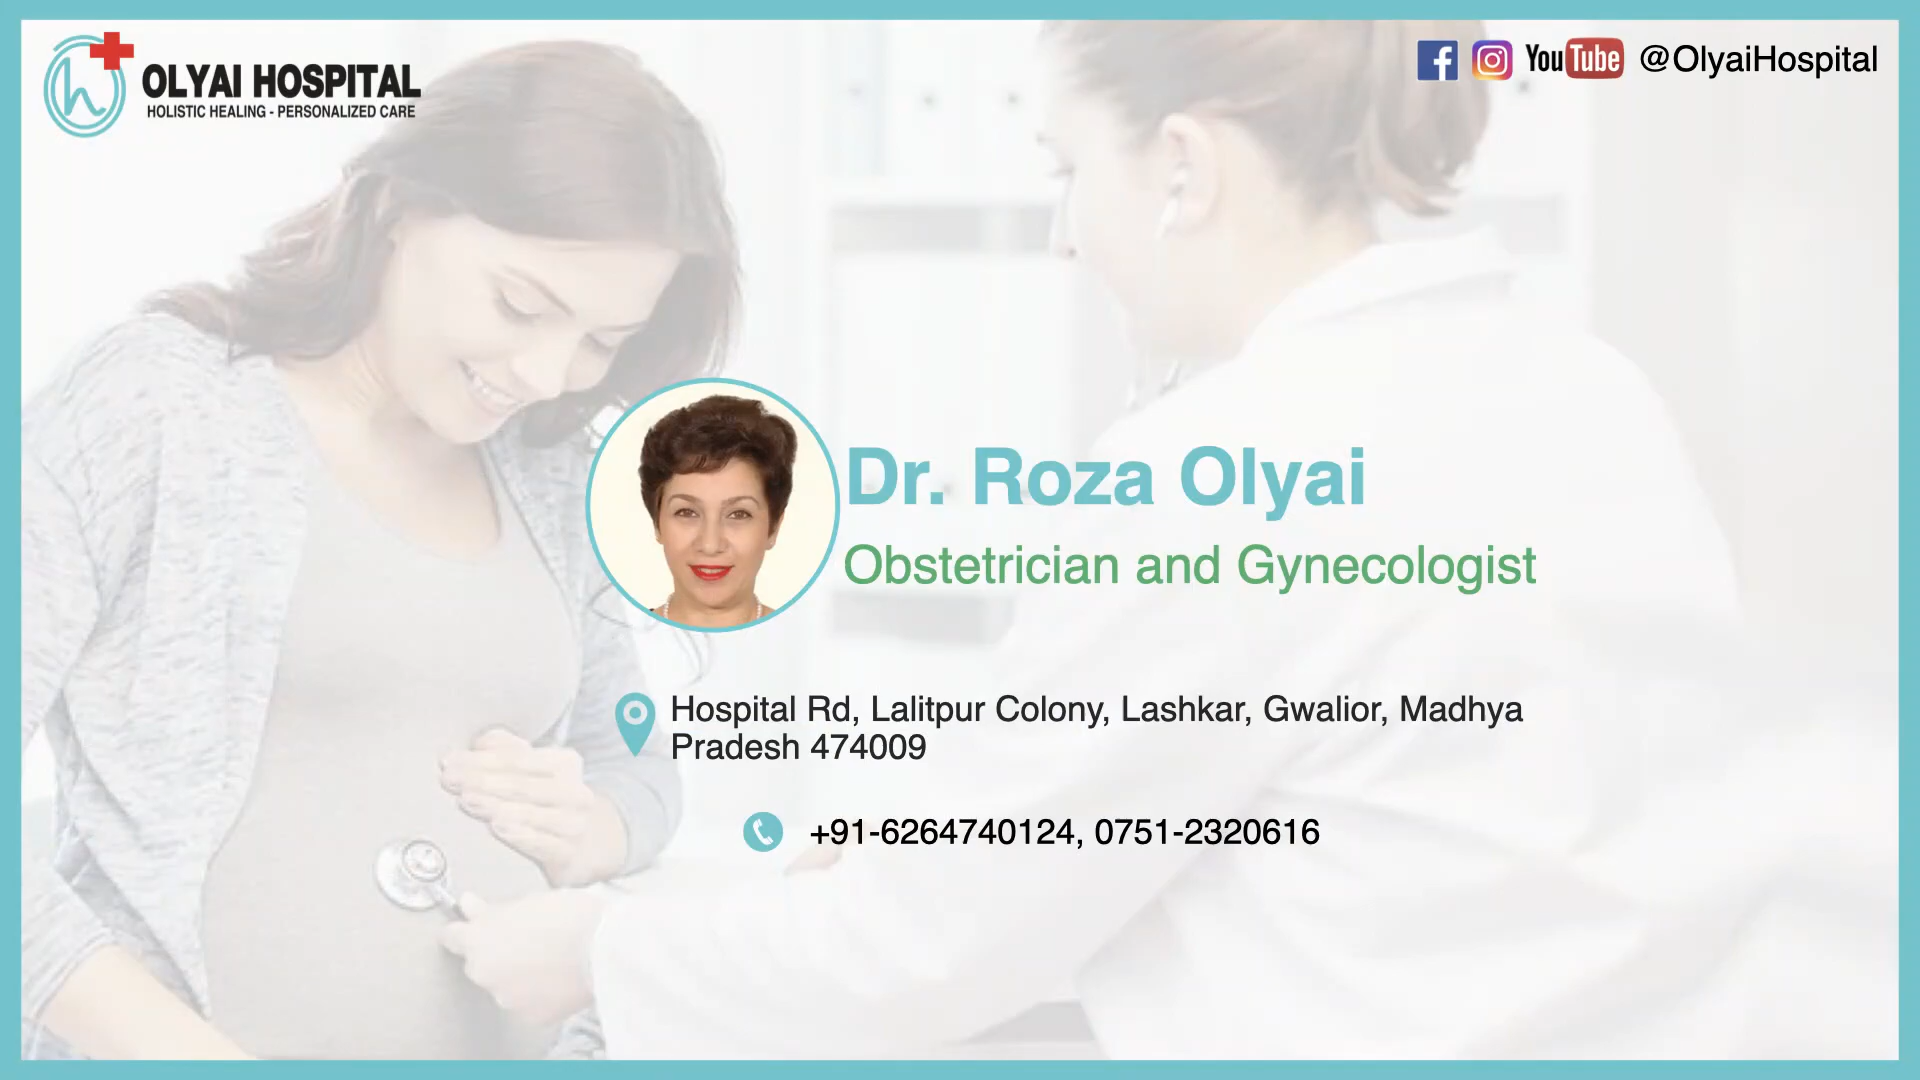 OLYAI HOSPITAL
HOLISTIC HEALING - PERSONALIZED CARE
You Tube @OlyaiHospital
Dr. Roza Olyai
Obstetrician and Gynecologist
Hospital Rd, Lalitpur Colony, Lashkar, Gwalior, Madhya
Pradesh 474009
+91-6264740124, 0751-2320616